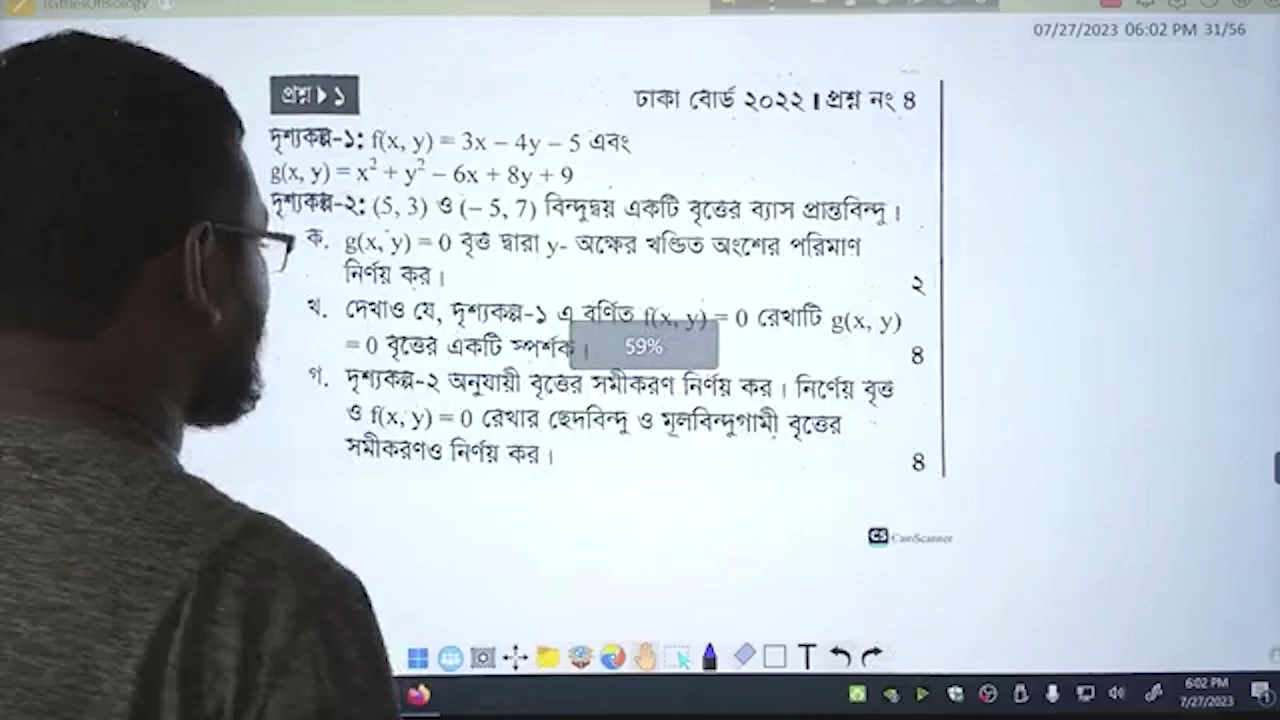 07/27/2023 06:02 PM 31/56
প্রশ্ন ▶ ১
ঢাকা বোর্ড ২০২২ । প্রশ্ন নং ৪
দৃশ্যকল্প-১: f(x, y) = 3x − 4y − 5 এবং
g(x, y) = x² + y² − 6x + 8y + 9
দৃশ্যকল্প-২: (5, 3) ও (− 5, 7) বিন্দুদ্বয় একটি বৃত্তের ব্যাস প্রান্তবিন্দু।
ক. g(x, y) = 0 বৃত্ত দ্বারা y- অক্ষের খন্ডিত অংশের পরিমাণ
নির্ণয় কর।
২
খ. দেখাও যে, দৃশ্যকল্প-১ এ বর্ণিত f(x, y) = 0 রেখাটি g(x, y)
= 0 বৃত্তের একটি স্পর্শক।
59%
৪
গ. দৃশ্যকল্প-২ অনুযায়ী বৃত্তের সমীকরণ নির্ণয় কর। নির্ণেয় বৃত্ত
ও f(x, y) = 0 রেখার ছেদবিন্দু ও মূলবিন্দুগামী বৃত্তের
সমীকরণও নির্ণয় কর।
৪
CS CamScanner
T
6:02 PM
7/27/2023